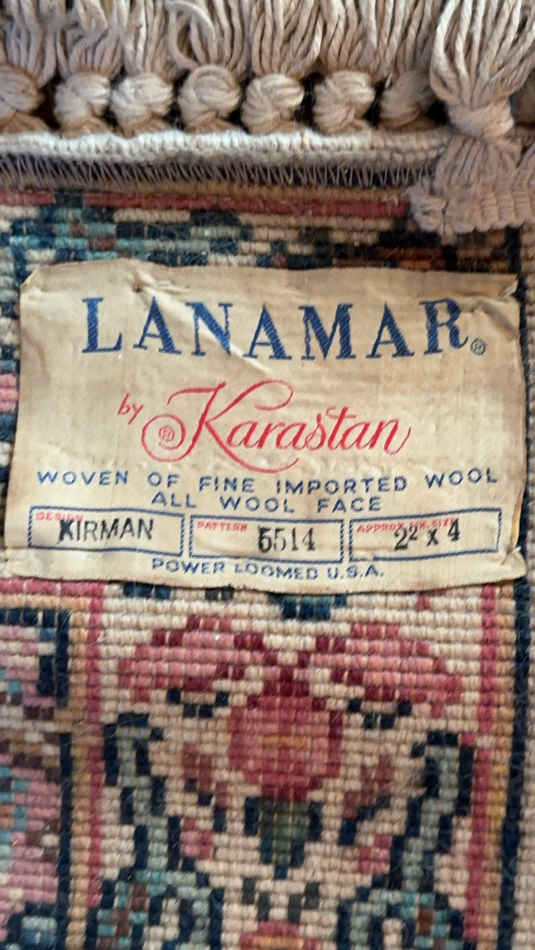 LANAMAR®
by ®Karastan
WOVEN OF FINE IMPORTED WOOL
ALL WOOL FACE
DESIGN KIRMAN PATTERN 5514 APPROX. FIN. SIZE 2² x 4
POWER LOOMED U.S.A.